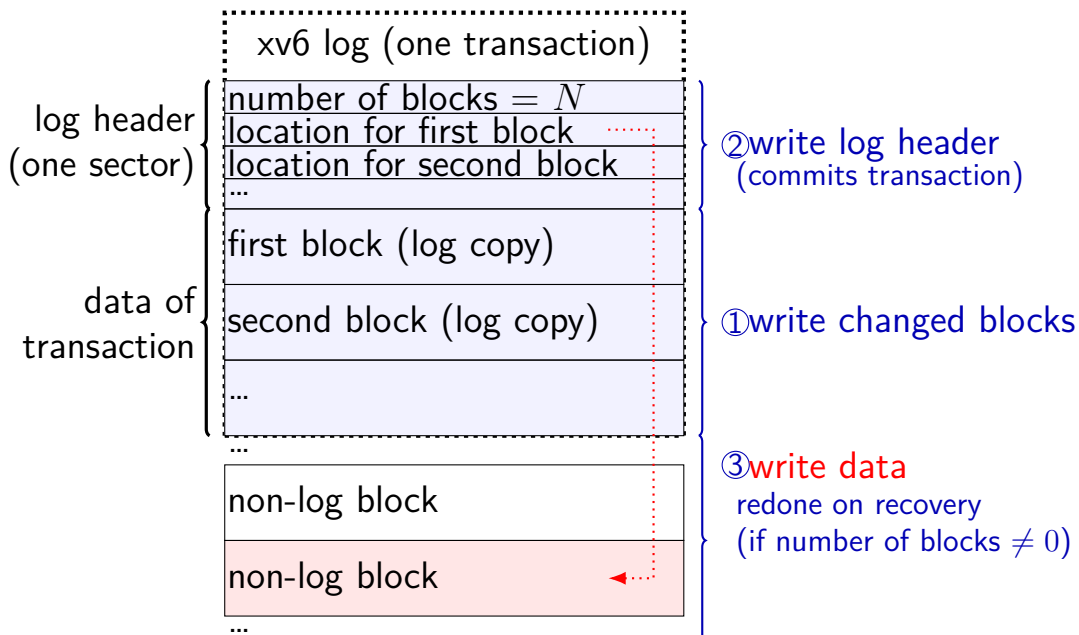 xv6 log (one transaction)
log header
(one sector)
number of blocks = N
location for first block
location for second block
...
②write log header
(commits transaction)
data of
transaction
first block (log copy)
second block (log copy)
...
①write changed blocks
...
non-log block
non-log block
...
③write data
redone on recovery
(if number of blocks ≠ 0)